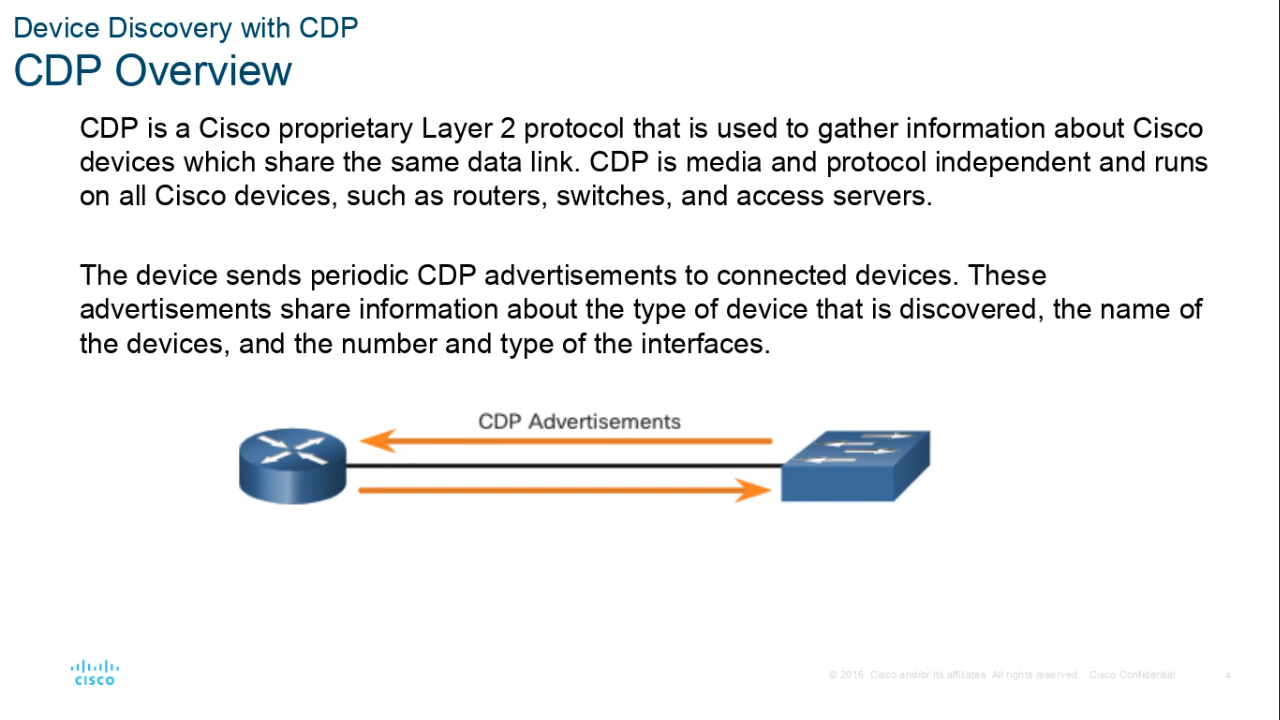 Device Discovery with CDP
CDP Overview
CDP is a Cisco proprietary Layer 2 protocol that is used to gather information about Cisco
devices which share the same data link. CDP is media and protocol independent and runs
on all Cisco devices, such as routers, switches, and access servers.
The device sends periodic CDP advertisements to connected devices. These
advertisements share information about the type of device that is discovered, the name of
the devices, and the number and type of the interfaces.
CDP Advertisements
CISCO
© 2016 Cisco and/or its affiliates. All rights reserved. Cisco Confidential
4